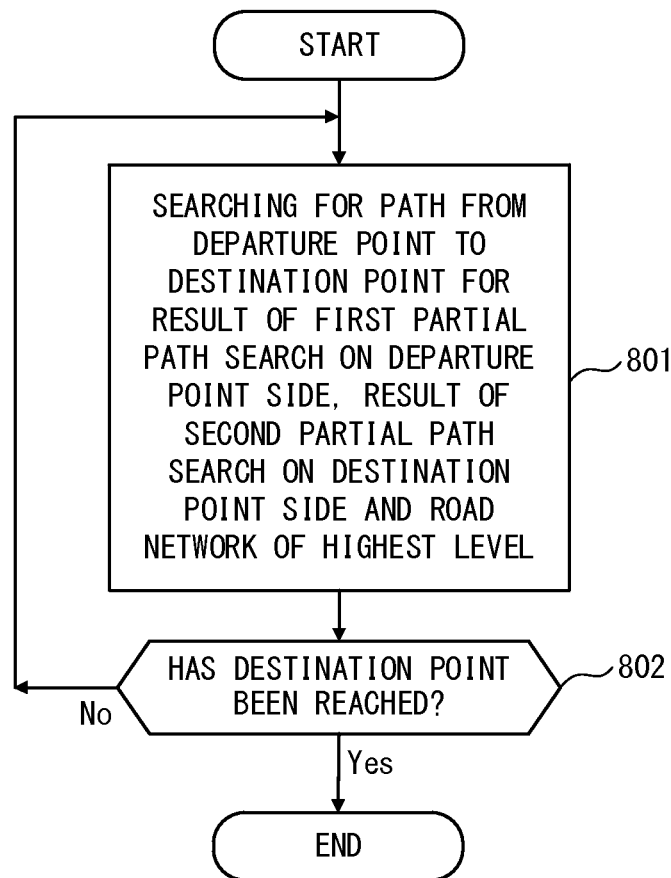 START
SEARCHING FOR PATH FROM
DEPARTURE POINT TO
DESTINATION POINT FOR
RESULT OF FIRST PARTIAL
PATH SEARCH ON DEPARTURE
POINT SIDE, RESULT OF
SECOND PARTIAL PATH
SEARCH ON DESTINATION
POINT SIDE AND ROAD
NETWORK OF HIGHEST LEVEL
801
HAS DESTINATION POINT
BEEN REACHED?
802
No
Yes
END